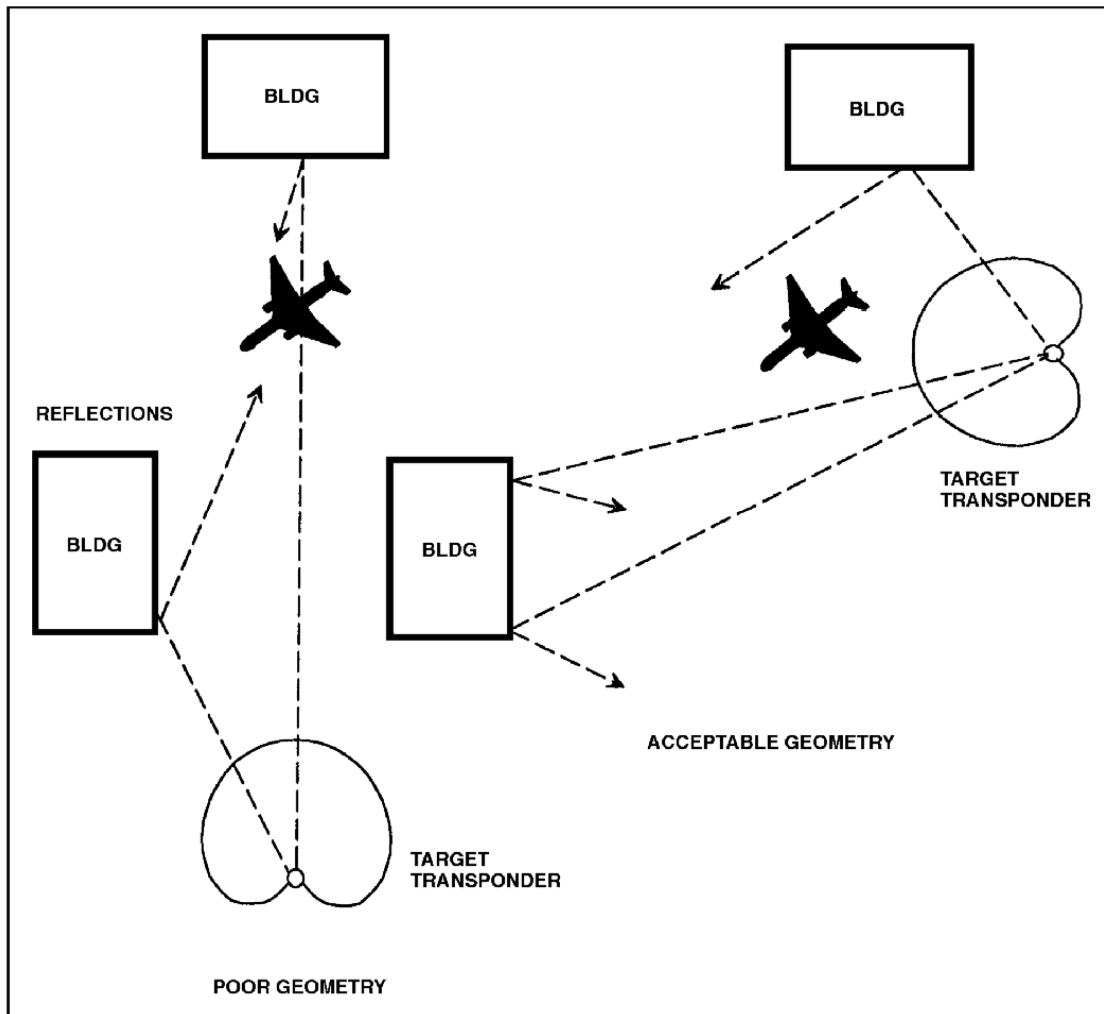 BLDG
BLDG
REFLECTIONS
BLDG
BLDG
TARGET
TRANSPONDER
ACCEPTABLE GEOMETRY
TARGET
TRANSPONDER
POOR GEOMETRY